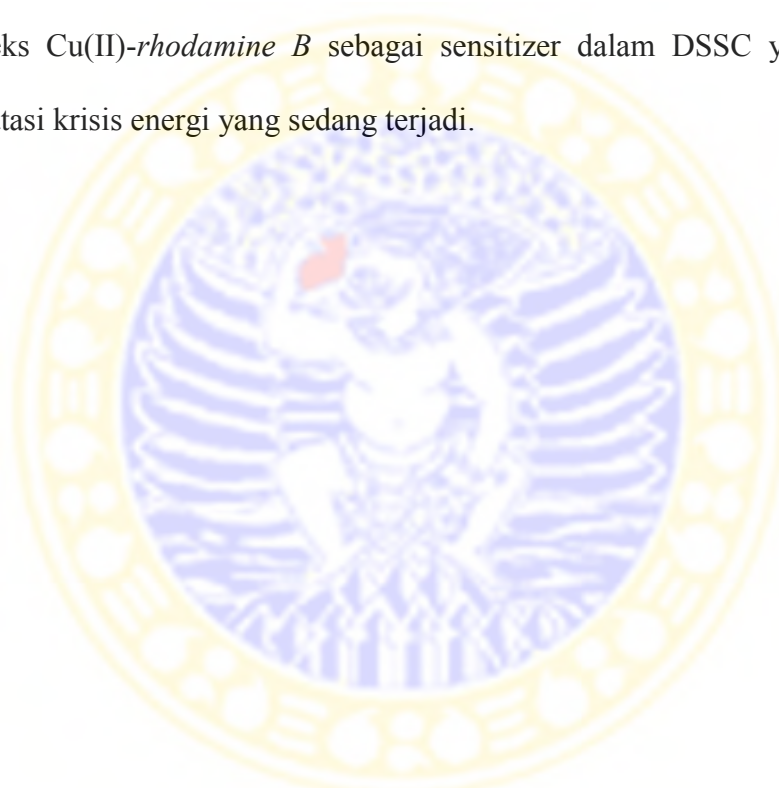 eks Cu(II)-rhodamine B sebagai sensitizer dalam DSSC y
tasi krisis energi yang sedang terjadi.